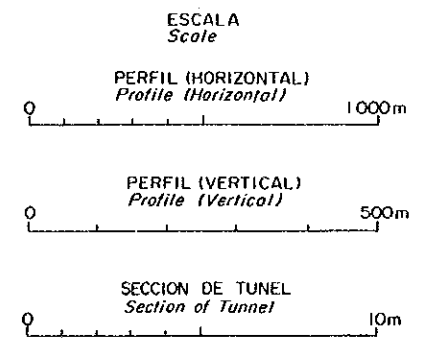 ESCALA
Scale
PERFIL (HORIZONTAL)
Profile (Horizontal)
0 1000m
PERFIL (VERTICAL)
Profile (Vertical)
0 500m
SECCION DE TUNEL
Section of Tunnel
0 10m